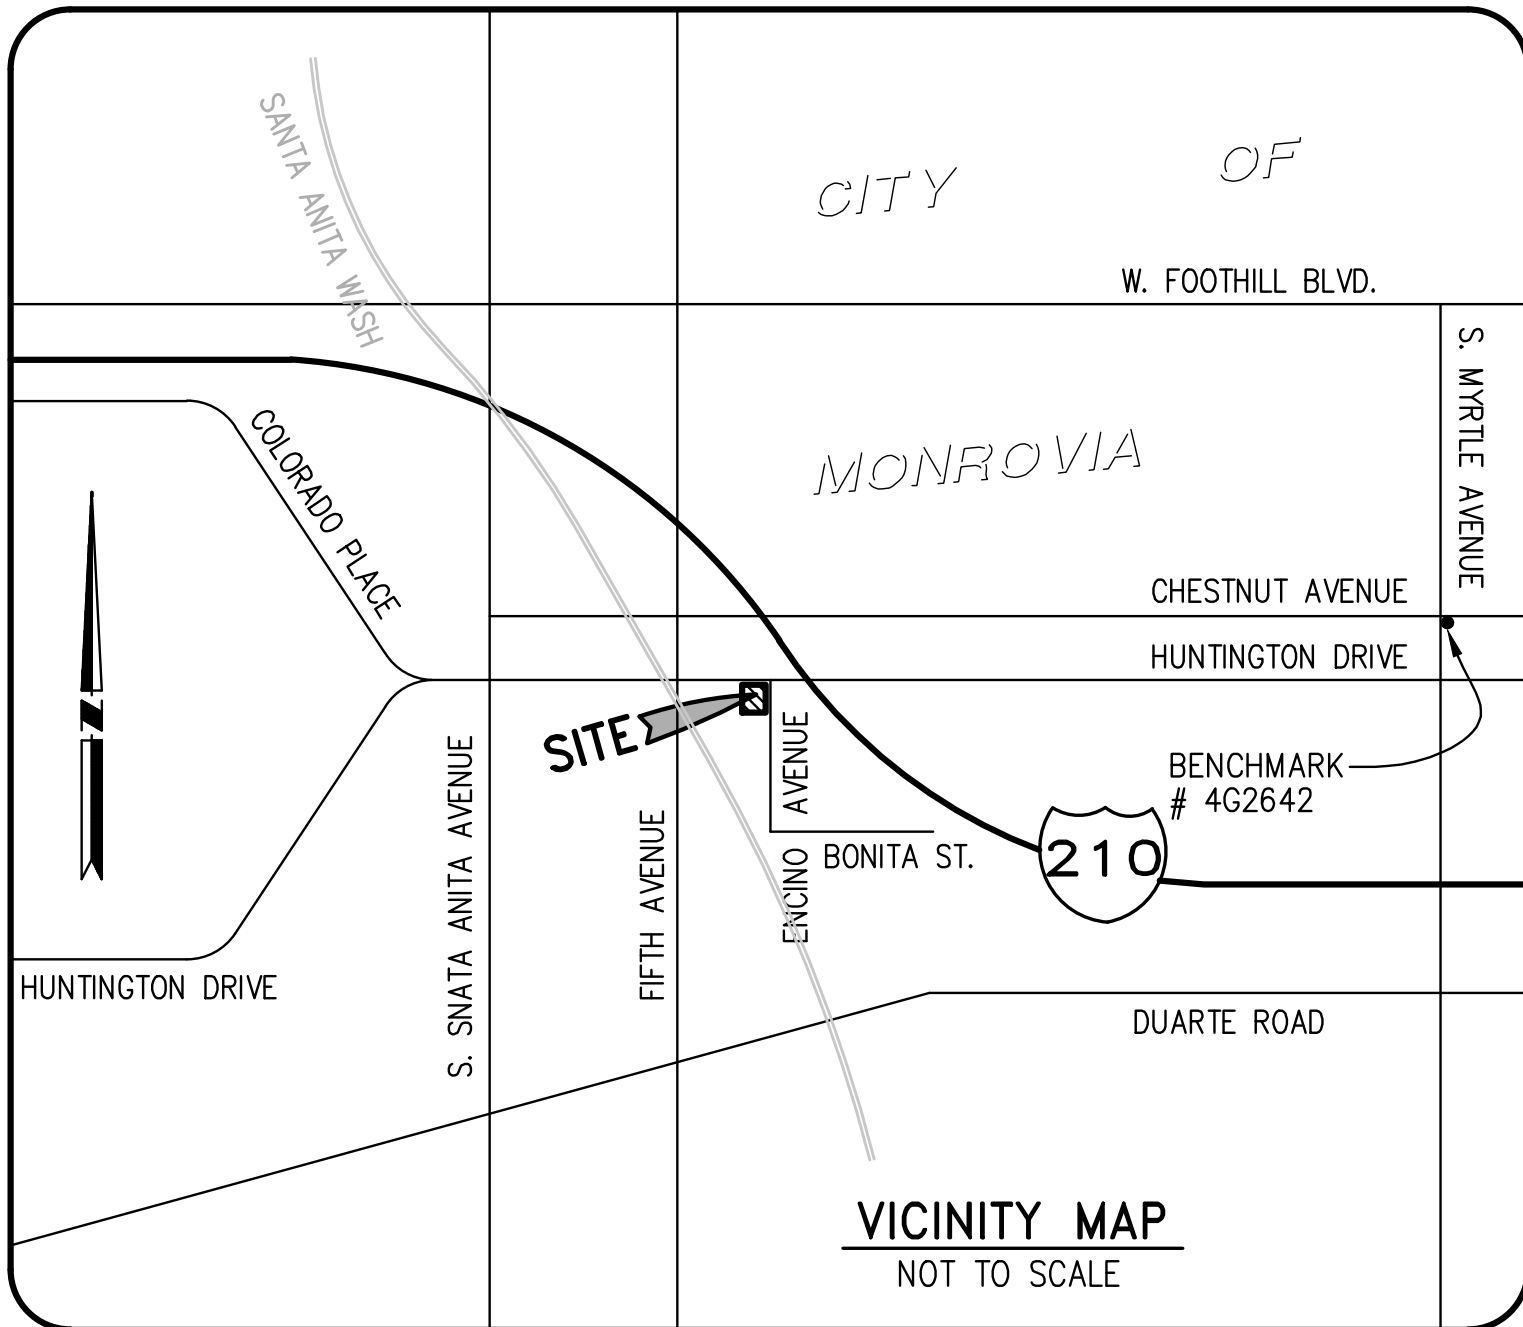 SANTA ANITA WASH
CITY OF
W. FOOTHILL BLVD.
S. MYRTLE AVENUE
COLORADO PLACE
MONROVIA
CHESTNUT AVENUE
HUNTINGTON DRIVE
N
SITE
S. SNATA ANITA AVENUE
FIFTH AVENUE
ENCINO AVENUE
BENCHMARK
# 4G2642
BONITA ST.
210
HUNTINGTON DRIVE
DUARTE ROAD
VICINITY MAP
NOT TO SCALE